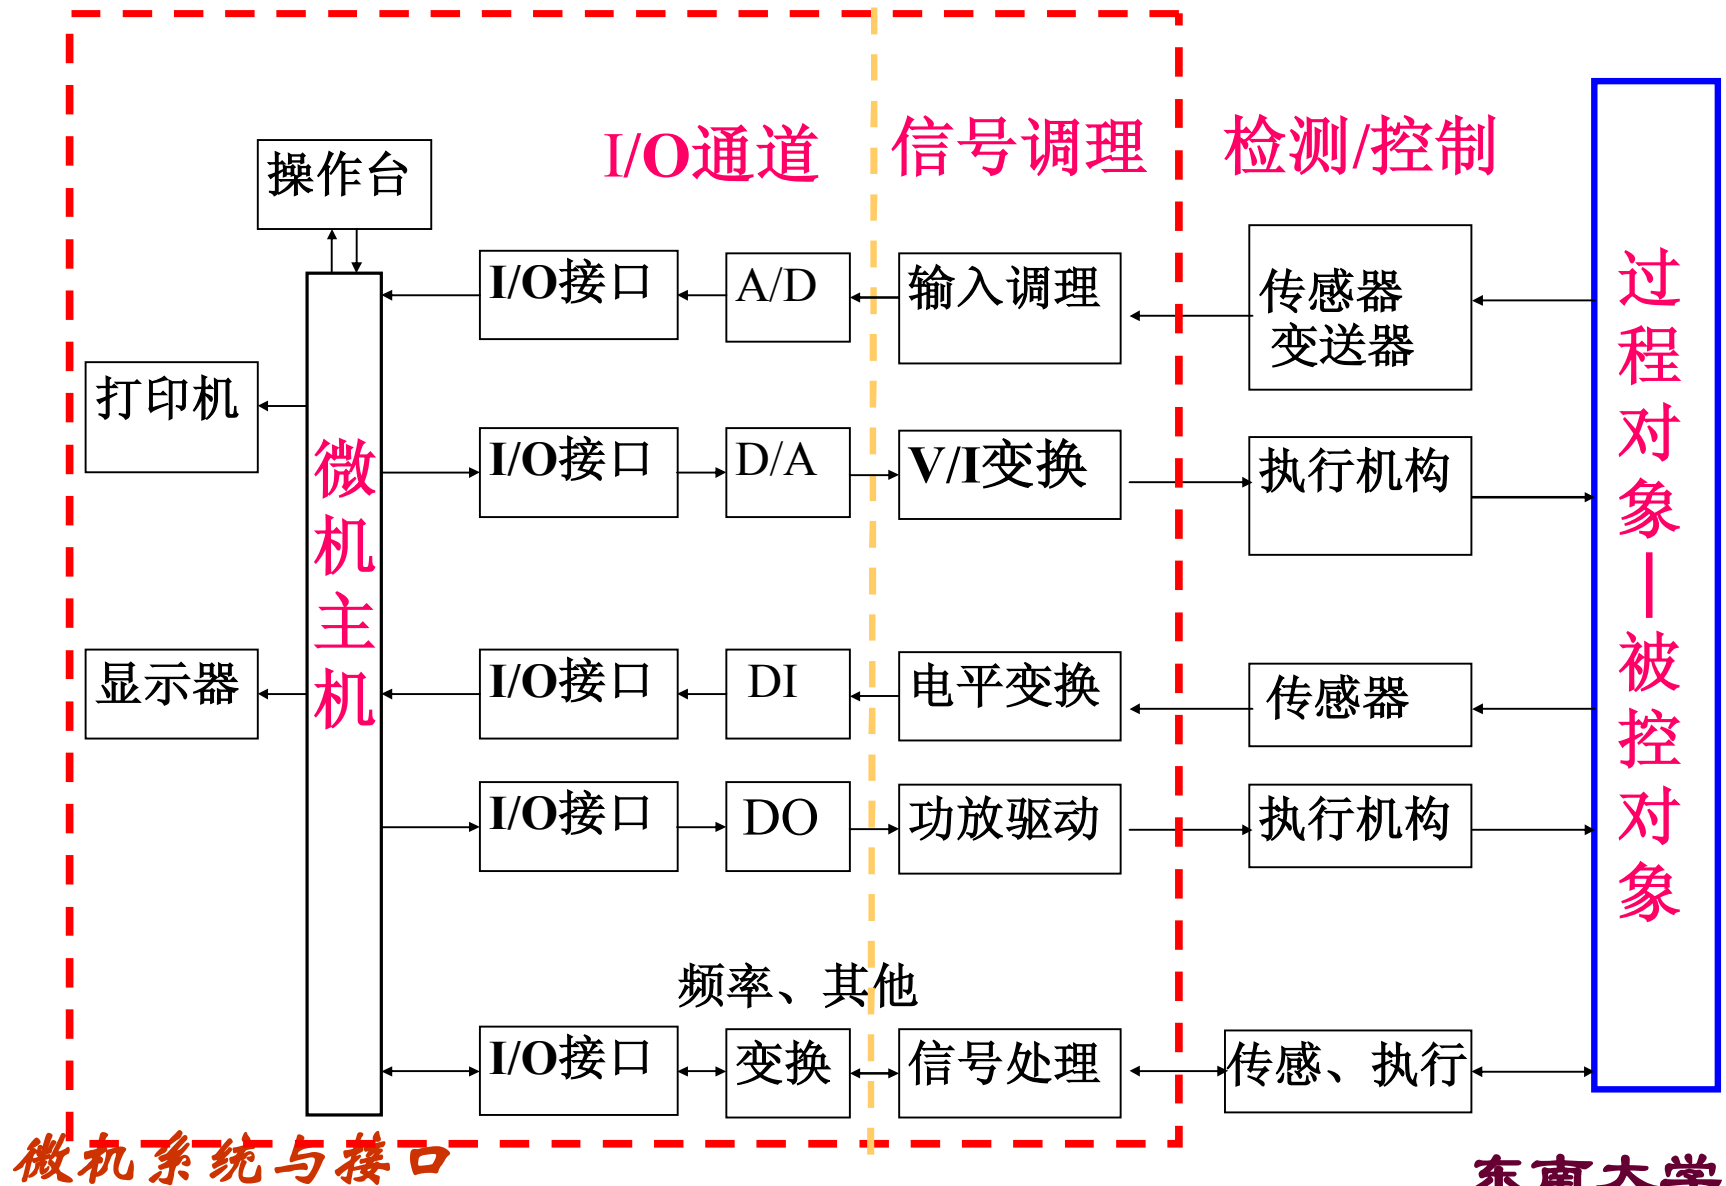 I/O通道 信号调理 检测/控制
操作台
I/O接口 A/D 输入调理 传感器
变送器
打印机
I/O接口 D/A V/I变换 执行机构
微机主机
过程对象—被控对象
显示器
I/O接口 DI 电平变换 传感器
I/O接口 DO 功放驱动 执行机构
频率、其他
I/O接口 变换 信号处理 传感、执行
微机系统与接口
东南大学